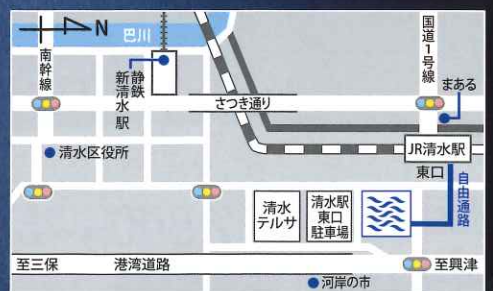 N
巴川
南幹線
静鉄
新清水駅
国道1号線
まある
さつき通り
清水区役所
JR清水駅
東口
自由通路
清水
テルサ
清水駅
東口
駐車場
至三保
港湾道路
至興津
河岸の市